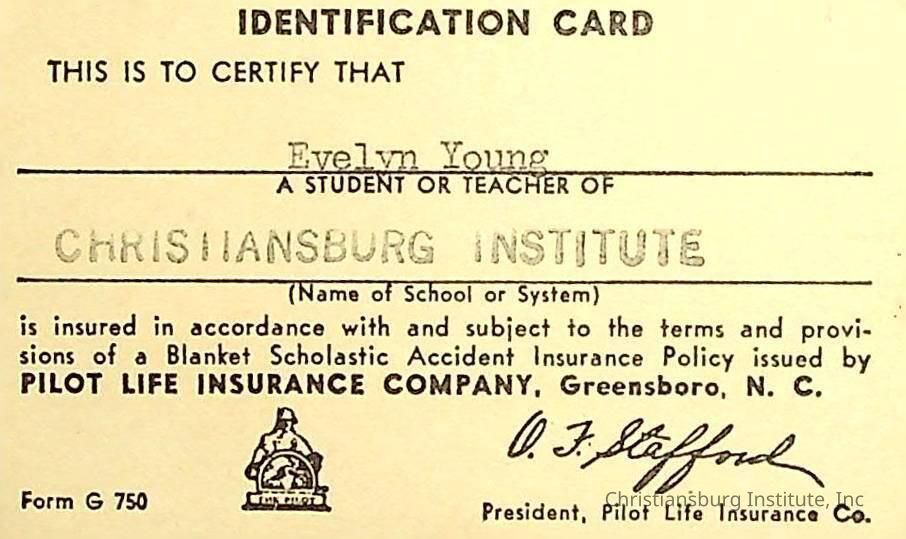 IDENTIFICATION CARD
THIS IS TO CERTIFY THAT
Evelyn Young
A STUDENT OR TEACHER OF
CHRISTIANSBURG INSTITUTE
(Name of School or System)
is insured in accordance with and subject to the terms and provi-
sions of a Blanket Scholastic Accident Insurance Policy issued by
PILOT LIFE INSURANCE COMPANY, Greensboro, N. C.
O. F. Stafford
THE PILOT
Form G 750
Christiansburg Institute, Inc
President, Pilot Life Insurance Co.